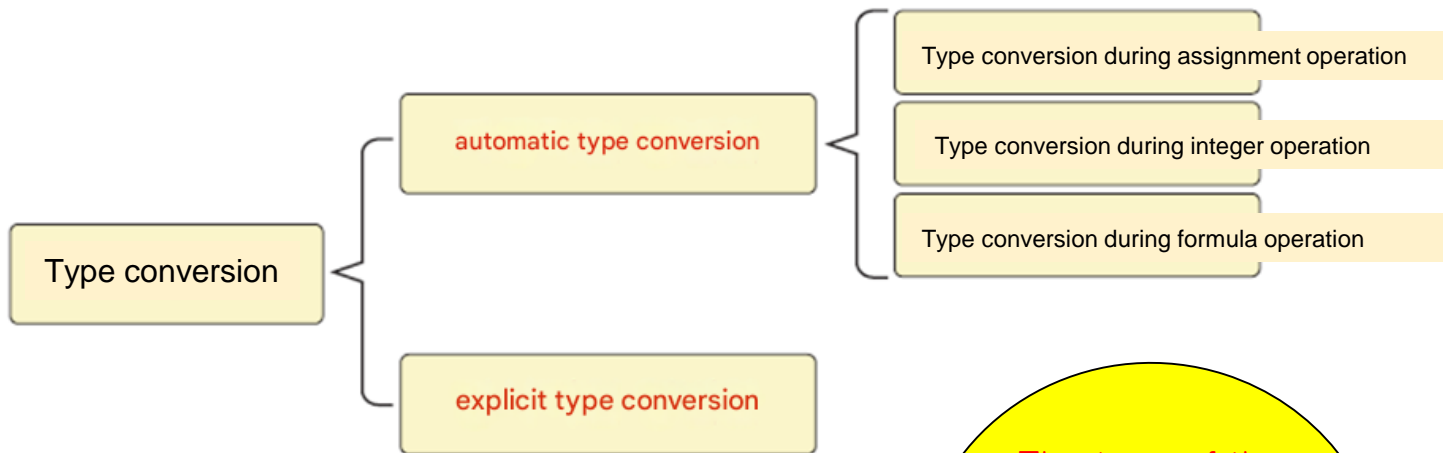 Type conversion during assignment operation
automatic type conversion
Type conversion during integer operation
Type conversion during formula operation
Type conversion
explicit type conversion